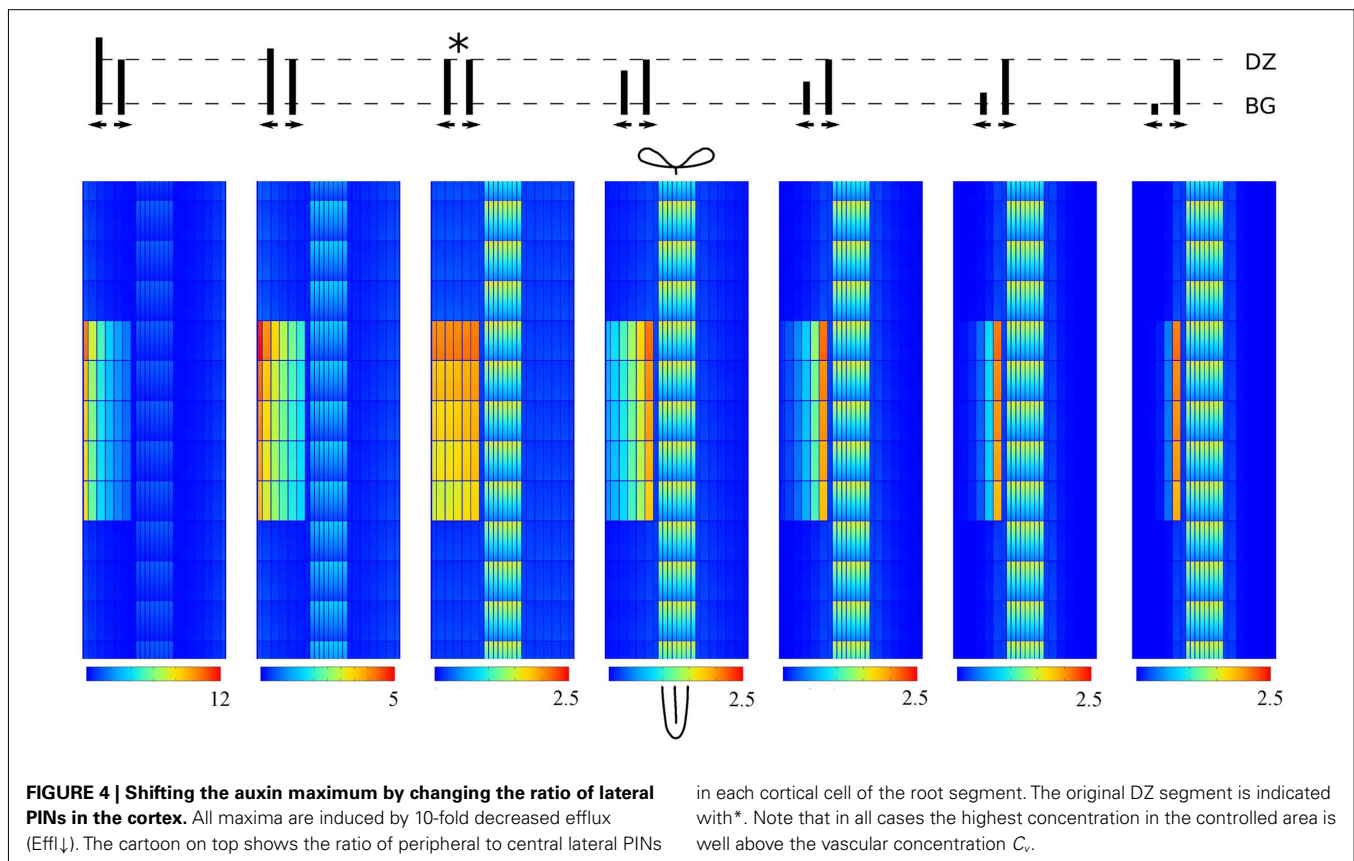 *
DZ
BG
12
5
2.5
2.5
2.5
2.5
2.5
FIGURE 4 | Shifting the auxin maximum by changing the ratio of lateral
PINs in the cortex. All maxima are induced by 10-fold decreased efflux
(Effl↓). The cartoon on top shows the ratio of peripheral to central lateral PINs
in each cortical cell of the root segment. The original DZ segment is indicated
with*. Note that in all cases the highest concentration in the controlled area is
well above the vascular concentration Cv.